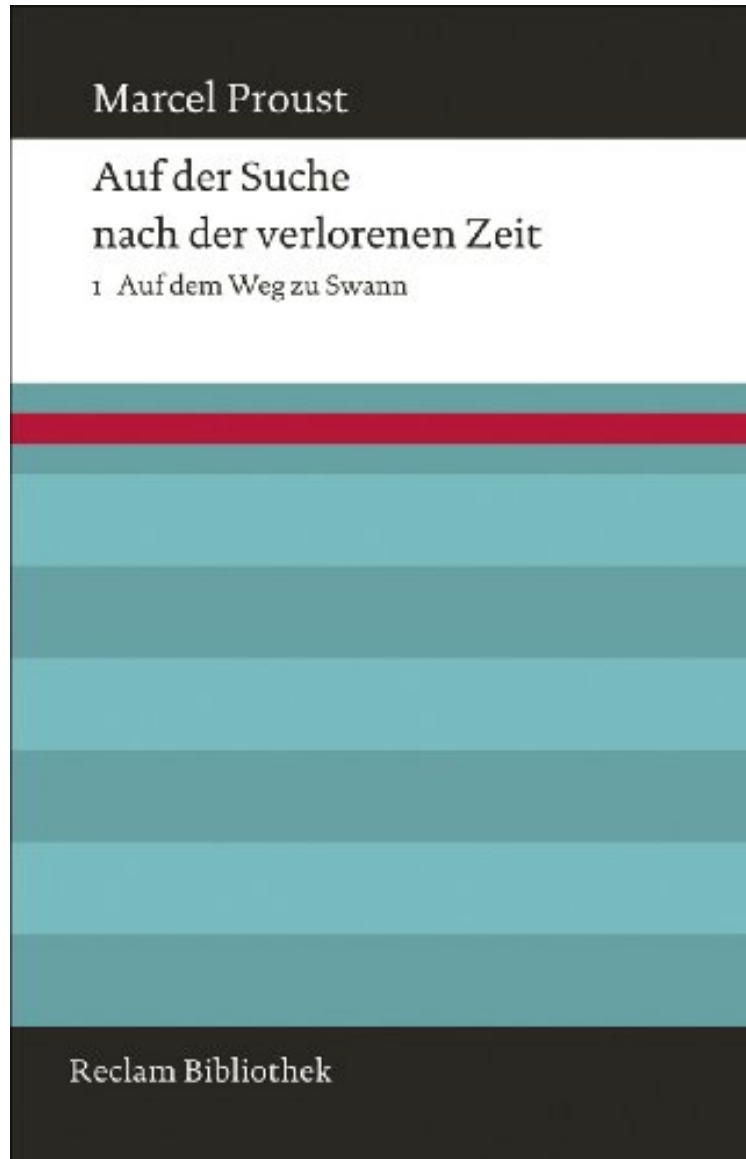 Marcel Proust
Auf der Suche
nach der verlorenen Zeit
1 Auf dem Weg zu Swann
Reclam Bibliothek